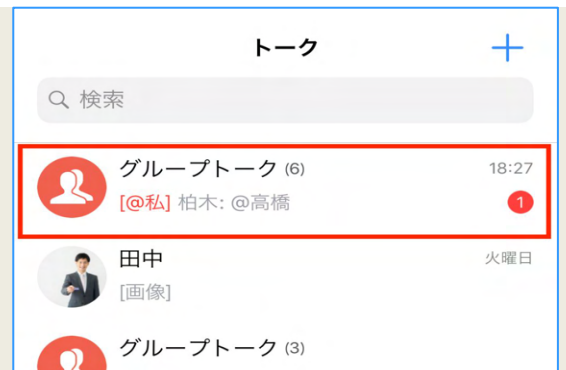 トーク
検索
グループトーク (6) 18:27
[@私] 柏木: @高橋 1
田中 火曜日
[画像]
グループトーク (3)